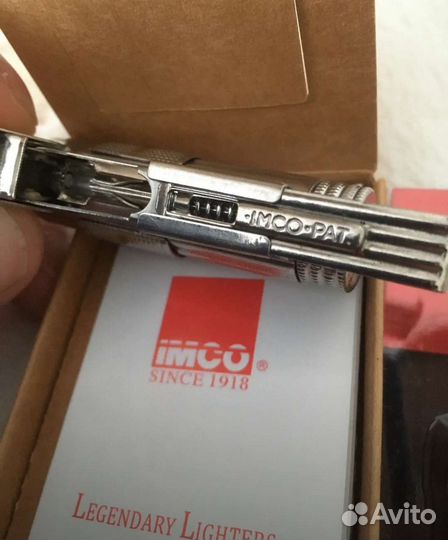 ·IMCO·PAT.
IMCO®
SINCE 1918
LEGENDARY LIGHTERS
Avito